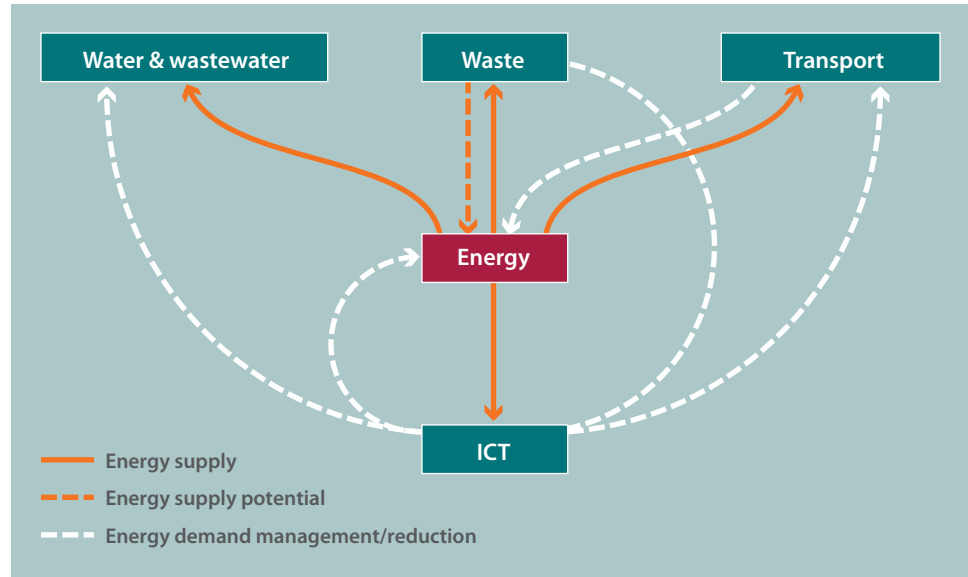 Water & wastewater
Waste
Transport
Energy
ICT
Energy supply
Energy supply potential
Energy demand management/reduction